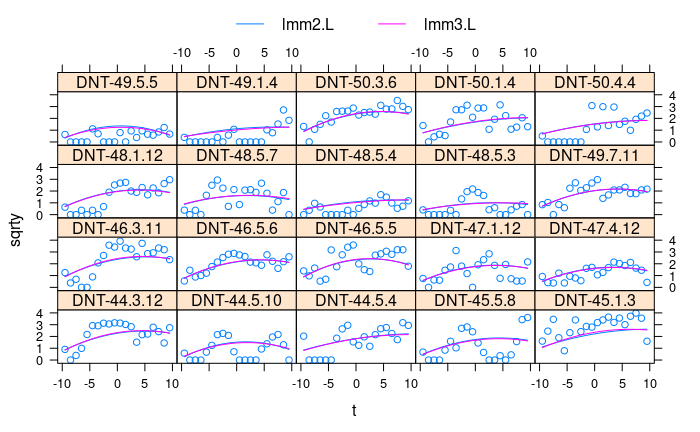 lmm2.L lmm3.L
-10 -5 0 5 10 -10 -5 0 5 10
DNT-49.5.5 DNT-49.1.4 DNT-50.3.6 DNT-50.1.4 DNT-50.4.4
4
3
2
1
0
DNT-48.1.12 DNT-48.5.7 DNT-48.5.4 DNT-48.5.3 DNT-49.7.11
4
3
2
1
0
DNT-46.3.11 DNT-46.5.6 DNT-46.5.5 DNT-47.1.12 DNT-47.4.12
4
3
2
1
0
DNT-44.3.12 DNT-44.5.10 DNT-44.5.4 DNT-45.5.8 DNT-45.1.3
4
3
2
1
0
-10 -5 0 5 10 -10 -5 0 5 10 -10 -5 0 5 10
sqrty
t